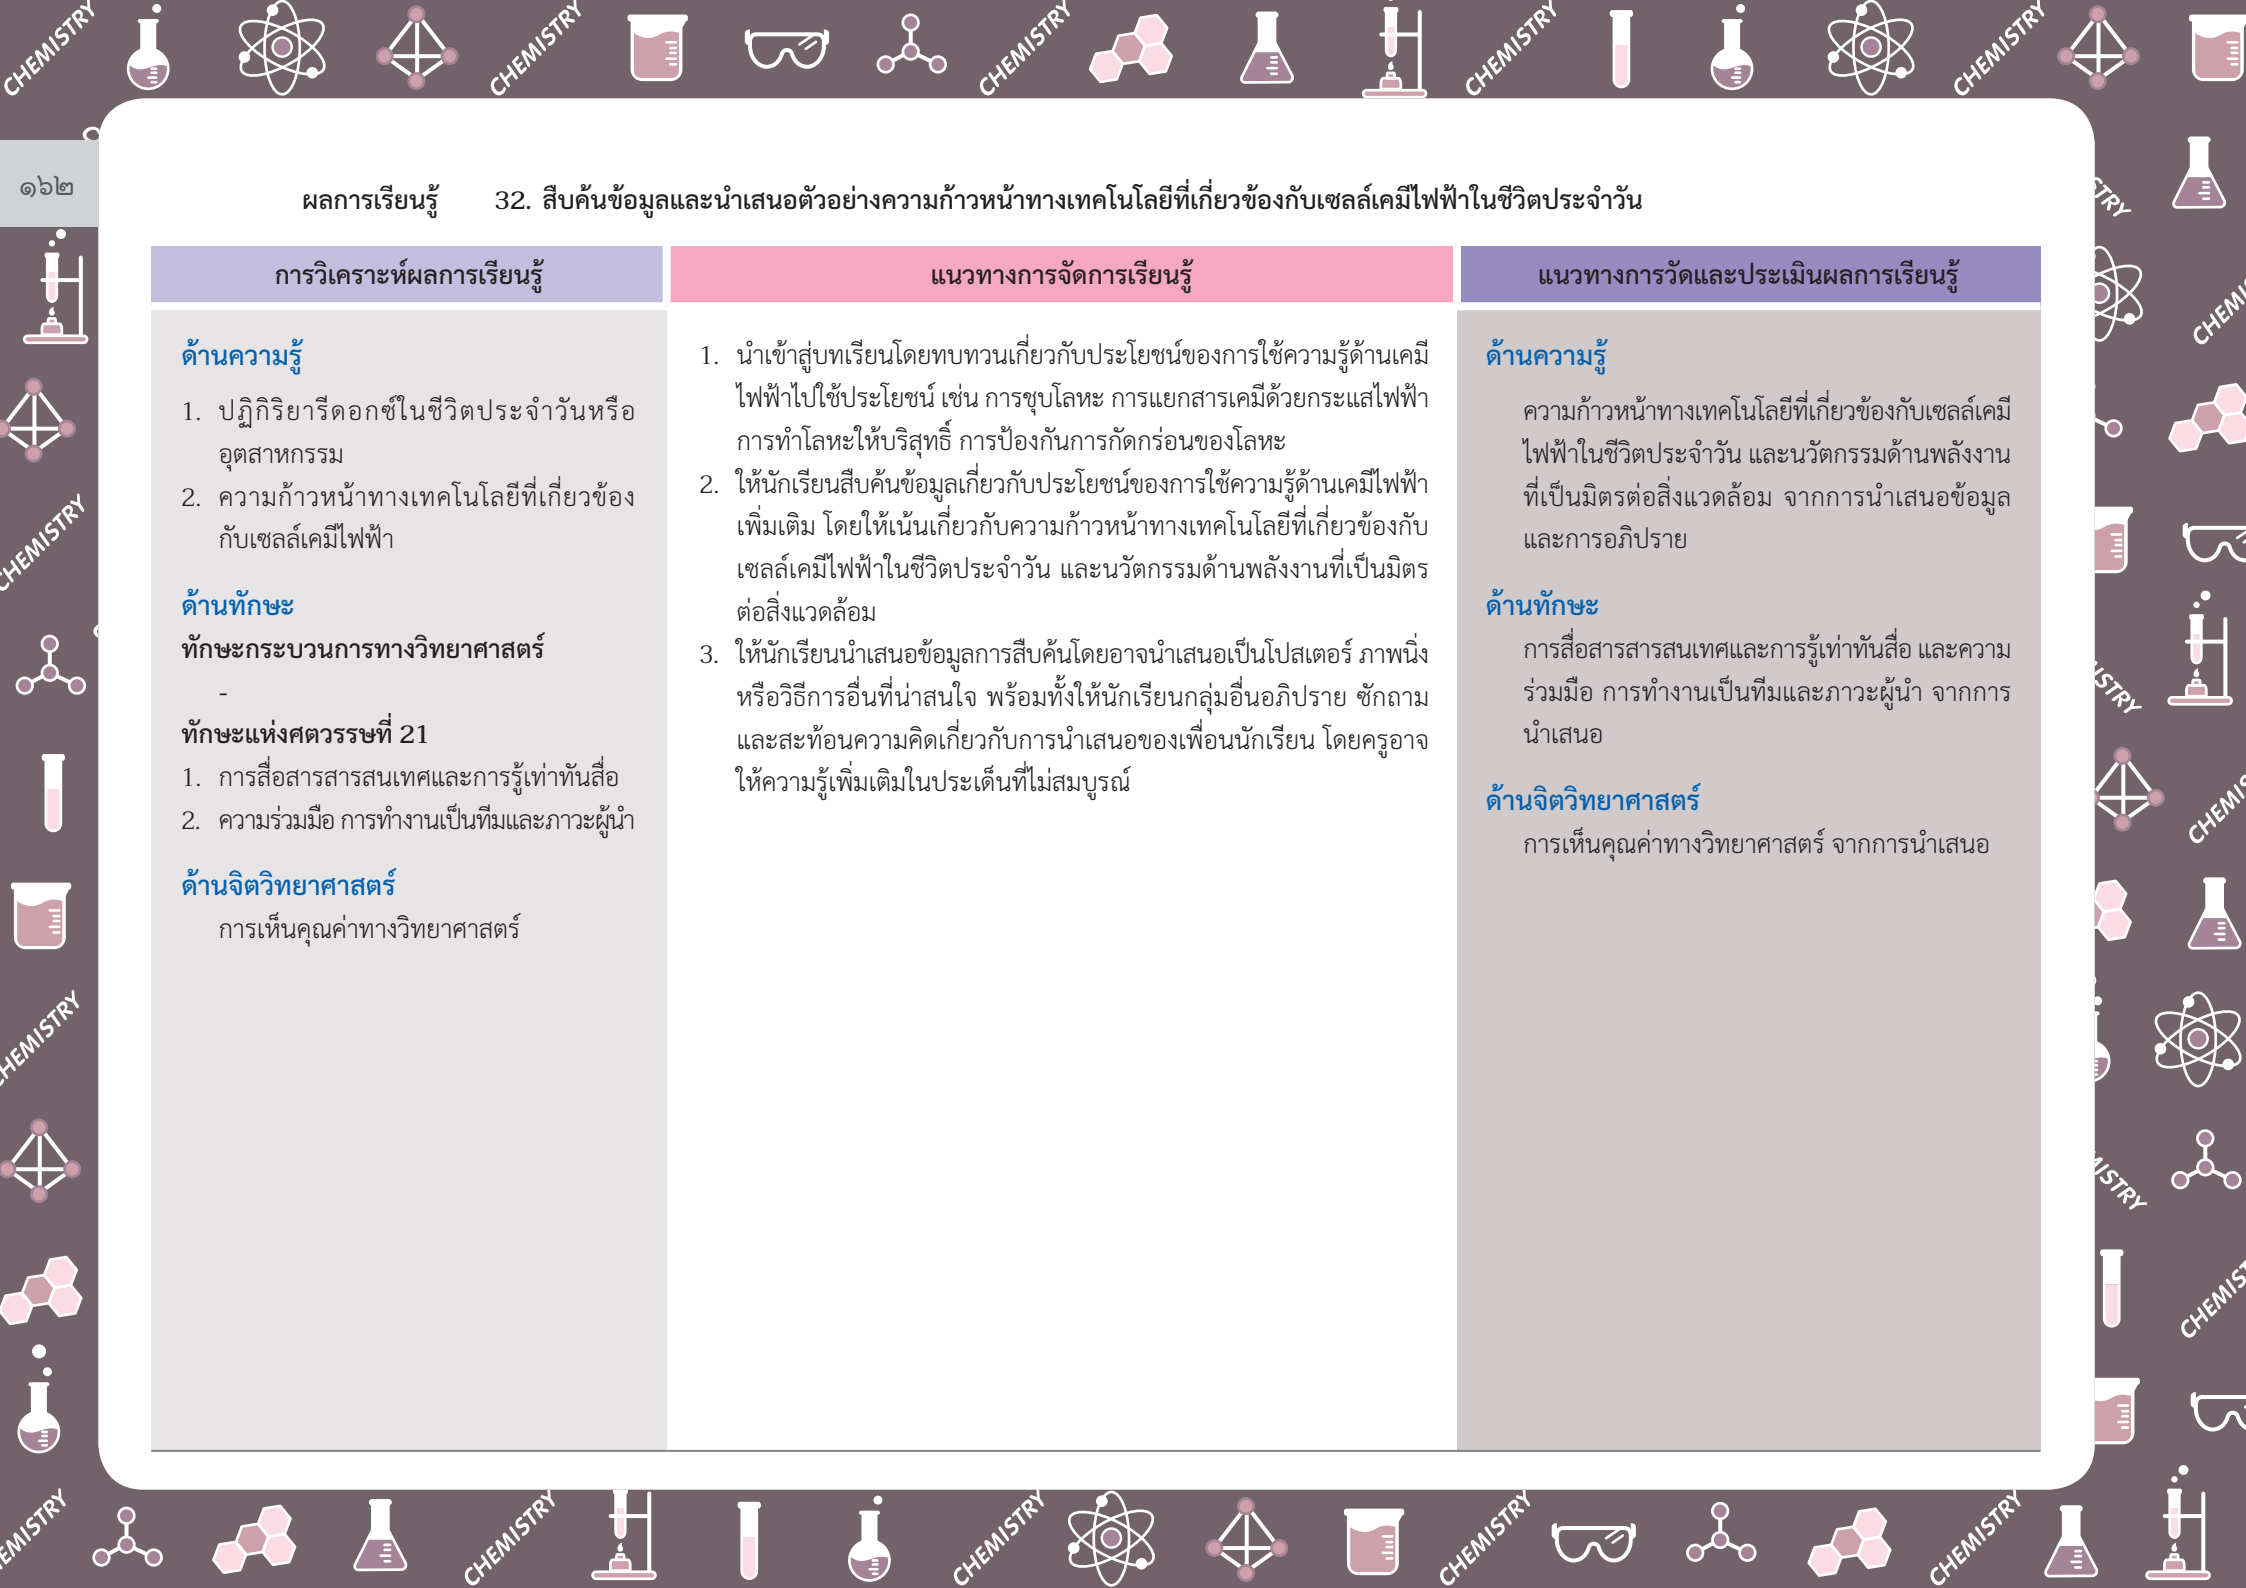 ๑๖๒
ผลการเรียนรู้ 32. สืบค้นข้อมูลและนำเสนอตัวอย่างความก้าวหน้าทางเทคโนโลยีที่เกี่ยวข้องกับเซลล์เคมีไฟฟ้าในชีวิตประจำวัน
การวิเคราะห์ผลการเรียนรู้
ด้านความรู้
1. ปฏิกิริยารีดอกซ์ในชีวิตประจำวันหรือ
อุตสาหกรรม
2. ความก้าวหน้าทางเทคโนโลยีที่เกี่ยวข้อง
กับเซลล์เคมีไฟฟ้า
ด้านทักษะ
ทักษะกระบวนการทางวิทยาศาสตร์
-
ทักษะแห่งศตวรรษที่ 21
1. การสื่อสารสารสนเทศและการรู้เท่าทันสื่อ
2. ความร่วมมือ การทำงานเป็นทีมและภาวะผู้นำ
ด้านจิตวิทยาศาสตร์
การเห็นคุณค่าทางวิทยาศาสตร์
แนวทางการจัดการเรียนรู้
1. นำเข้าสู่บทเรียนโดยทบทวนเกี่ยวกับประโยชน์ของการใช้ความรู้ด้านเคมี
ไฟฟ้าไปใช้ประโยชน์ เช่น การชุบโลหะ การแยกสารเคมีด้วยกระแสไฟฟ้า
การทำโลหะให้บริสุทธิ์ การป้องกันการกัดกร่อนของโลหะ
2. ให้นักเรียนสืบค้นข้อมูลเกี่ยวกับประโยชน์ของการใช้ความรู้ด้านเคมีไฟฟ้า
เพิ่มเติม โดยให้เน้นเกี่ยวกับความก้าวหน้าทางเทคโนโลยีที่เกี่ยวข้องกับ
เซลล์เคมีไฟฟ้าในชีวิตประจำวัน และนวัตกรรมด้านพลังงานที่เป็นมิตร
ต่อสิ่งแวดล้อม
3. ให้นักเรียนนำเสนอข้อมูลการสืบค้นโดยอาจนำเสนอเป็นโปสเตอร์ ภาพนิ่ง
หรือวิธีการอื่นที่น่าสนใจ พร้อมทั้งให้นักเรียนกลุ่มอื่นอภิปราย ซักถาม
และสะท้อนความคิดเกี่ยวกับการนำเสนอของเพื่อนนักเรียน โดยครูอาจ
ให้ความรู้เพิ่มเติมในประเด็นที่ไม่สมบูรณ์
แนวทางการวัดและประเมินผลการเรียนรู้
ด้านความรู้
ความก้าวหน้าทางเทคโนโลยีที่เกี่ยวข้องกับเซลล์เคมี
ไฟฟ้าในชีวิตประจำวัน และนวัตกรรมด้านพลังงาน
ที่เป็นมิตรต่อสิ่งแวดล้อม จากการนำเสนอข้อมูล
และการอภิปราย
ด้านทักษะ
การสื่อสารสารสนเทศและการรู้เท่าทันสื่อ และความ
ร่วมมือ การทำงานเป็นทีมและภาวะผู้นำ จากการ
นำเสนอ
ด้านจิตวิทยาศาสตร์
การเห็นคุณค่าทางวิทยาศาสตร์ จากการนำเสนอ
CHEMISTRY
CHEMISTRY
CHEMISTRY
CHEMISTRY
CHEMISTRY
CHEMISTRY
CHEMISTRY
CHEMISTRY
CHEMISTRY